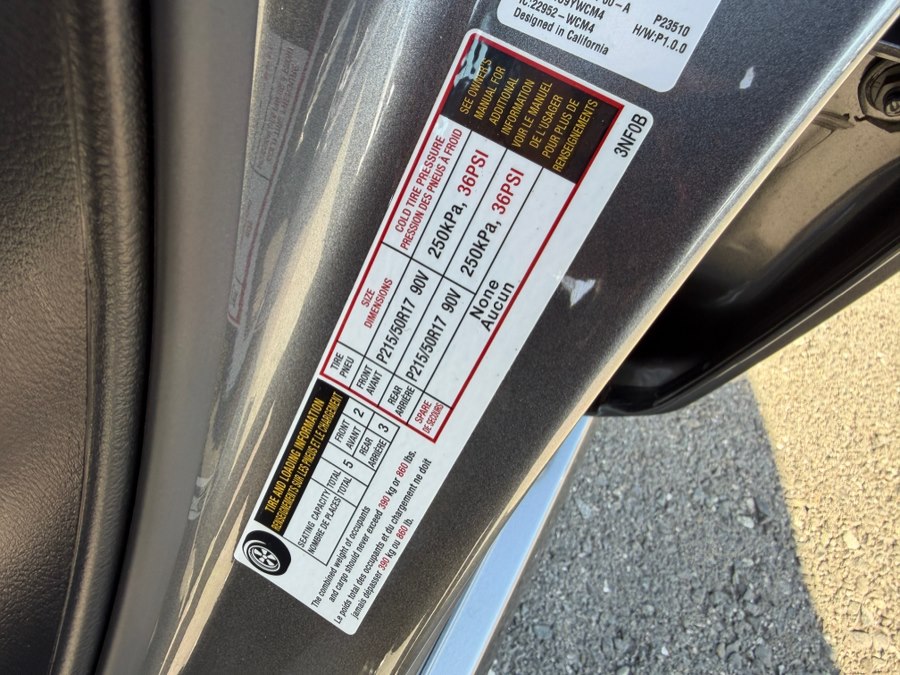 P23510
IC:22952-WCM4
H/W:P1.0.0
Designed in California
TIRE AND LOADING INFORMATION
RENSEIGNEMENTS SUR LES PNEUS ET LE CHARGEMENT
SEATING CAPACITY
NOMBRE DE PLACES
TOTAL
TOTAL
5
FRONT
AVANT
2
REAR
ARRIÈRE
3
The combined weight of occupants
and cargo should never exceed 390 kg or 860 lbs.
Le poids total des occupants et du chargement ne doit
jamais dépasser 390 kg ou 860 lb.
TIRE
PNEU
SIZE
DIMENSIONS
COLD TIRE PRESSURE
PRESSION DES PNEUS À FROID
FRONT
AVANT
P215/50R17 90V
250kPa, 36PSI
REAR
ARRIÈRE
P215/50R17 90V
250kPa, 36PSI
SPARE
DE SECOURS
None
Aucun
SEE OWNERS
MANUAL FOR
ADDITIONAL
INFORMATION
VOIR LE MANUEL
DE L'USAGER
POUR PLUS DE
RENSEIGNEMENTS
3NF0B